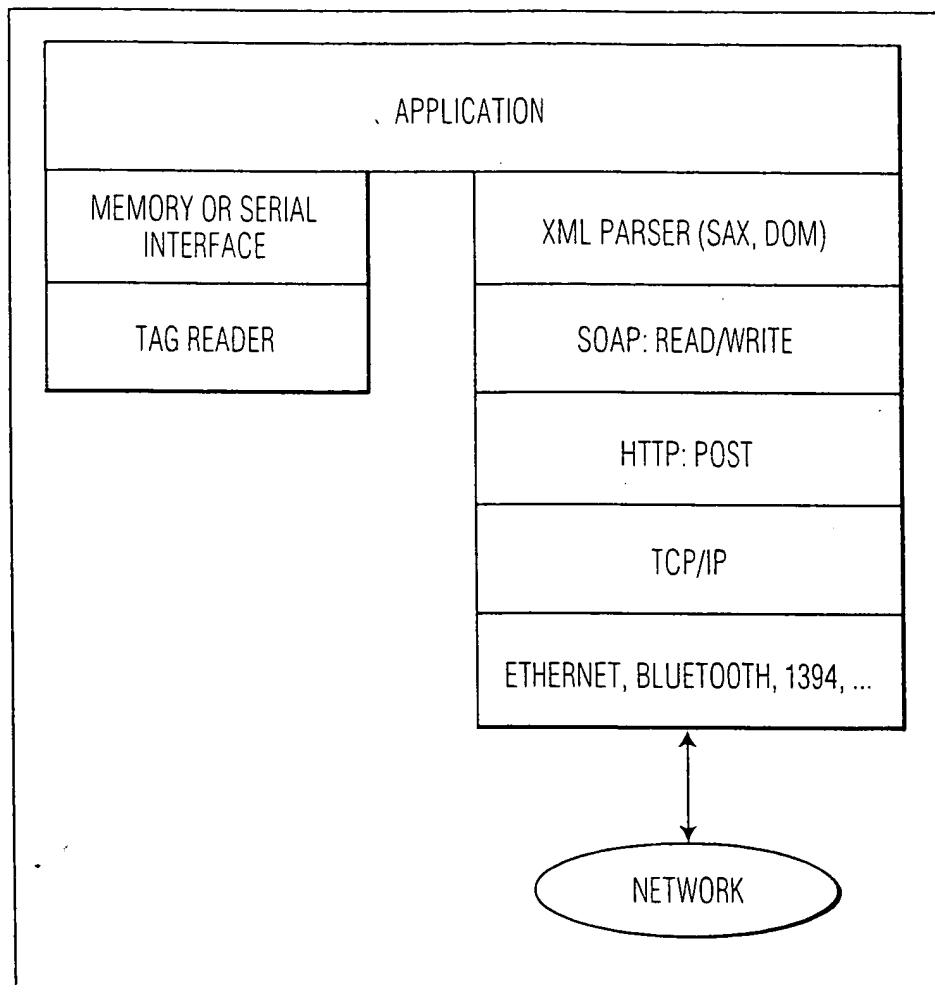 APPLICATION
MEMORY OR SERIAL
INTERFACE
TAG READER
XML PARSER (SAX, DOM)
SOAP: READ/WRITE
HTTP: POST
TCP/IP
ETHERNET, BLUETOOTH, 1394, ...
NETWORK